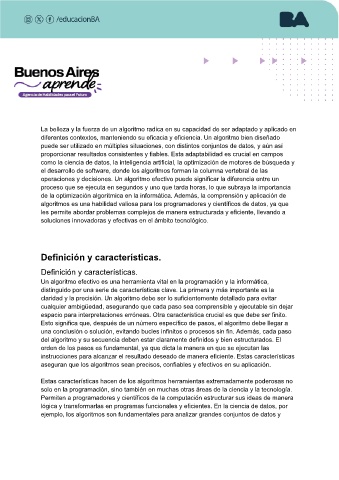 /educacionBA
BA
Buenos Aires
aprende
Agencia de Habilidades para el Futuro
La belleza y la fuerza de un algoritmo radica en su capacidad de ser adaptado y aplicado en
diferentes contextos, manteniendo su eficacia y eficiencia. Un algoritmo bien diseñado
puede ser utilizado en múltiples situaciones, con distintos conjuntos de datos, y aún así
proporcionar resultados consistentes y fiables. Esta adaptabilidad es crucial en campos
como la ciencia de datos, la inteligencia artificial, la optimización de motores de búsqueda y
el desarrollo de software, donde los algoritmos forman la columna vertebral de las
operaciones y decisiones. Un algoritmo efectivo puede significar la diferencia entre un
proceso que se ejecuta en segundos y uno que tarda horas, lo que subraya la importancia
de la optimización algorítmica en la informática. Además, la comprensión y aplicación de
algoritmos es una habilidad valiosa para los programadores y científicos de datos, ya que
les permite abordar problemas complejos de manera estructurada y eficiente, llevando a
soluciones innovadoras y efectivas en el ámbito tecnológico.
Definición y características.
Definición y características.
Un algoritmo efectivo es una herramienta vital en la programación y la informática,
distinguido por una serie de características clave. La primera y más importante es la
claridad y la precisión. Un algoritmo debe ser lo suficientemente detallado para evitar
cualquier ambigüedad, asegurando que cada paso sea comprensible y ejecutable sin dejar
espacio para interpretaciones erróneas. Otra característica crucial es que debe ser finito.
Esto significa que, después de un número específico de pasos, el algoritmo debe llegar a
una conclusión o solución, evitando bucles infinitos o procesos sin fin. Además, cada paso
del algoritmo y su secuencia deben estar claramente definidos y bien estructurados. El
orden de los pasos es fundamental, ya que dicta la manera en que se ejecutan las
instrucciones para alcanzar el resultado deseado de manera eficiente. Estas características
aseguran que los algoritmos sean precisos, confiables y efectivos en su aplicación.
Estas características hacen de los algoritmos herramientas extremadamente poderosas no
solo en la programación, sino también en muchas otras áreas de la ciencia y la tecnología.
Permiten a programadores y científicos de la computación estructurar sus ideas de manera
lógica y transformarlas en programas funcionales y eficientes. En la ciencia de datos, por
ejemplo, los algoritmos son fundamentales para analizar grandes conjuntos de datos y